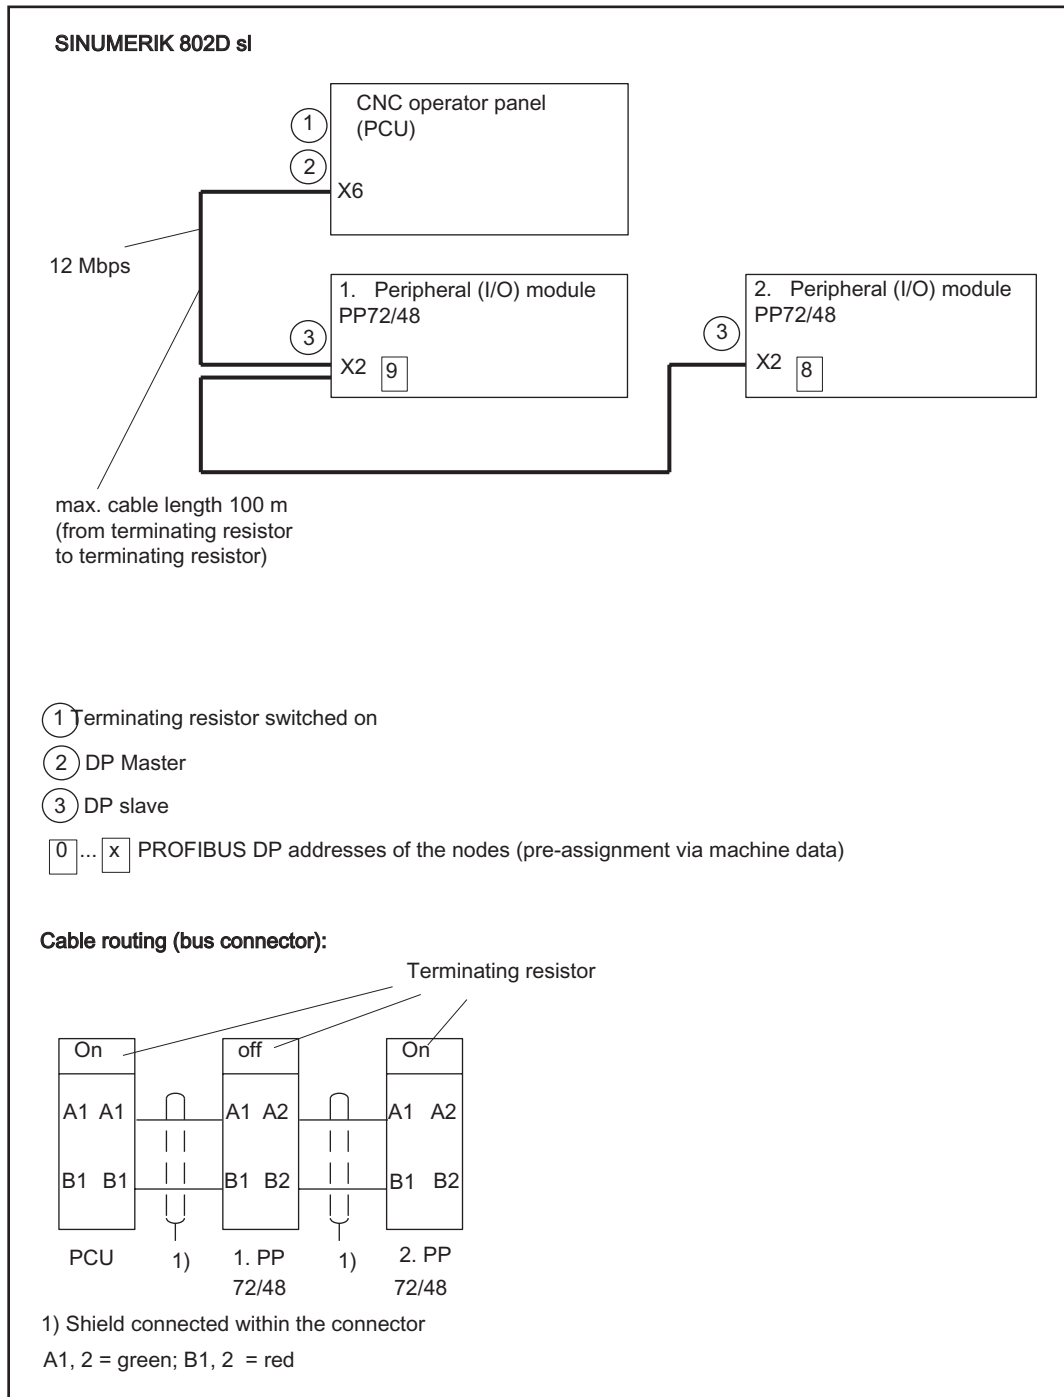 SINUMERIK 802D sl
CNC operator panel
(PCU)
1
2
X6
12 Mbps
1. Peripheral (I/O) module
PP72/48
3
X2 9
2. Peripheral (I/O) module
PP72/48
3
X2 8
max. cable length 100 m
(from terminating resistor
to terminating resistor)
1 Terminating resistor switched on
2 DP Master
3 DP slave
0 ... x PROFIBUS DP addresses of the nodes (pre-assignment via machine data)
Cable routing (bus connector):
Terminating resistor
On off On
A1 A1 A1 A2 A1 A2
B1 B1 B1 B2 B1 B2
PCU 1) 1. PP 1) 2. PP
72/48 72/48
1) Shield connected within the connector
A1, 2 = green; B1, 2 = red